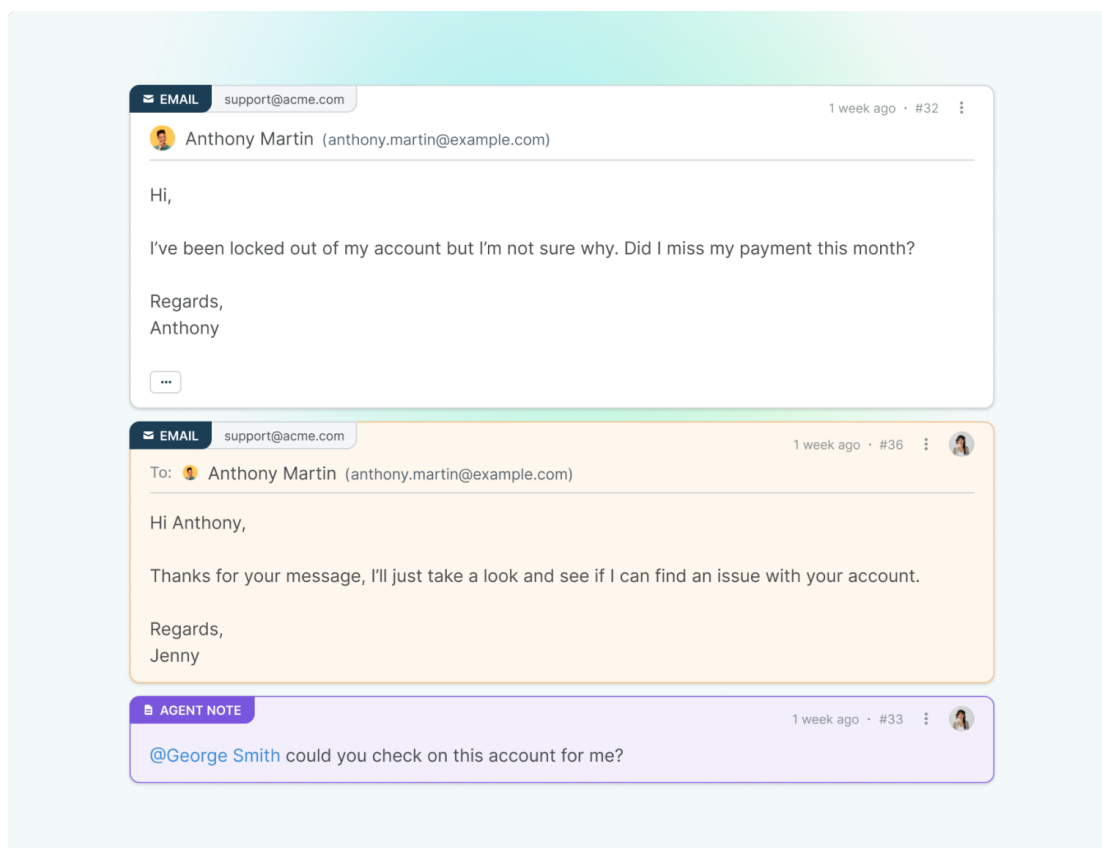 EMAIL support@acme.com
1 week ago · #32
Anthony Martin (anthony.martin@example.com)
Hi,
I’ve been locked out of my account but I’m not sure why. Did I miss my payment this month?
Regards,
Anthony
EMAIL support@acme.com
1 week ago · #36
To: Anthony Martin (anthony.martin@example.com)
Hi Anthony,
Thanks for your message, I’ll just take a look and see if I can find an issue with your account.
Regards,
Jenny
AGENT NOTE
1 week ago · #33
@George Smith could you check on this account for me?